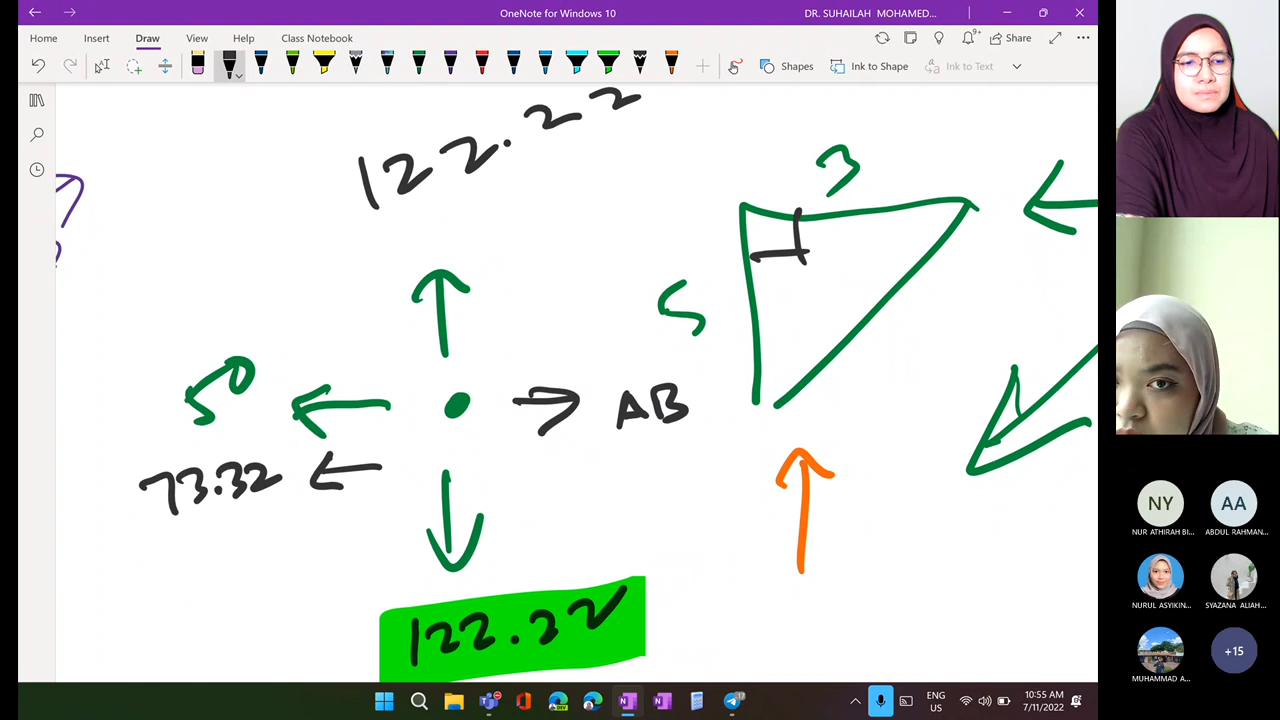 OneNote for Windows 10
DR. SUHAILAH MOHAMED...
Home Insert Draw View Help Class Notebook
9+
Share
Shapes
Ink to Shape
Ink to Text
122.22
3
5
50
AB
73.32
122.22
NY
NUR ATHIRAH BI...
AA
ABDUL RAHMAN...
NURUL ASYIKIN...
SYAZANA ALIAH...
MUHAMMAD A...
+15
ENG
US
10:55 AM
7/11/2022